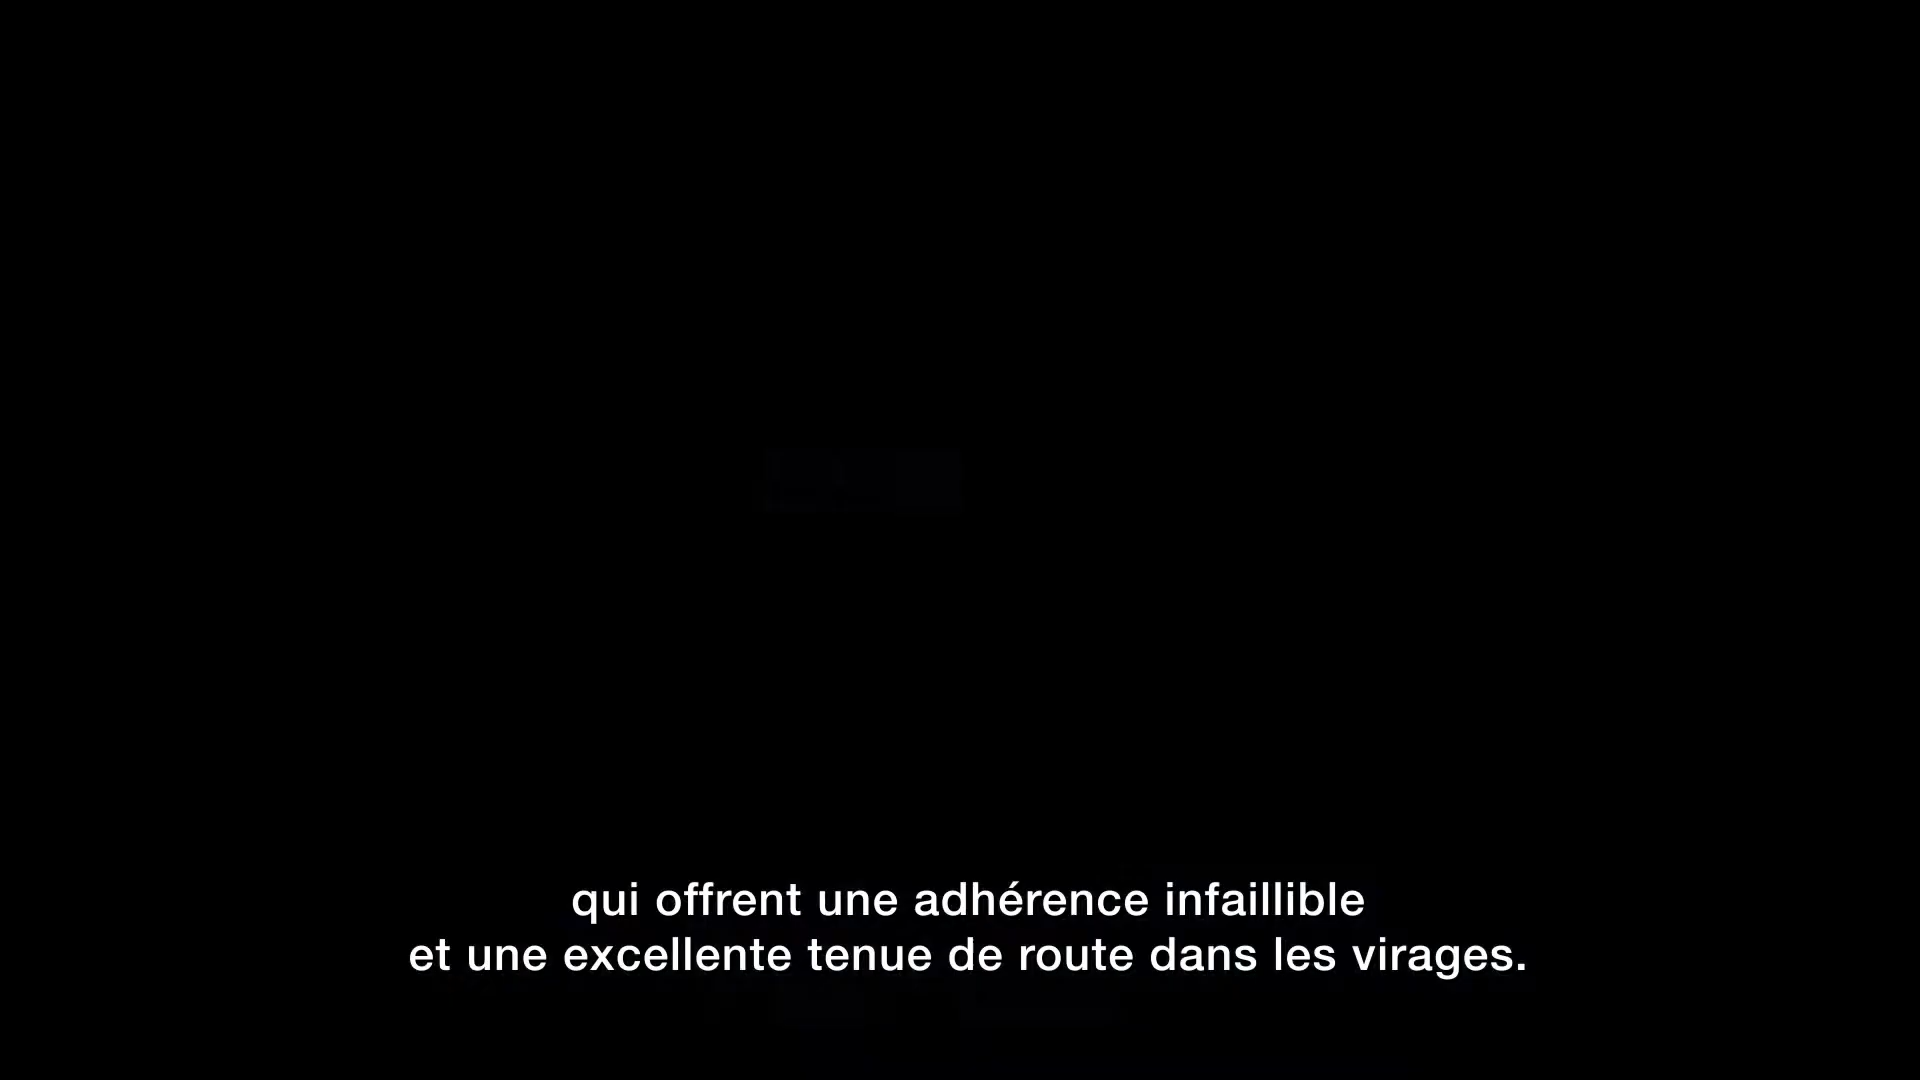 qui offrent une adhérence infaillible
et une excellente tenue de route dans les virages.